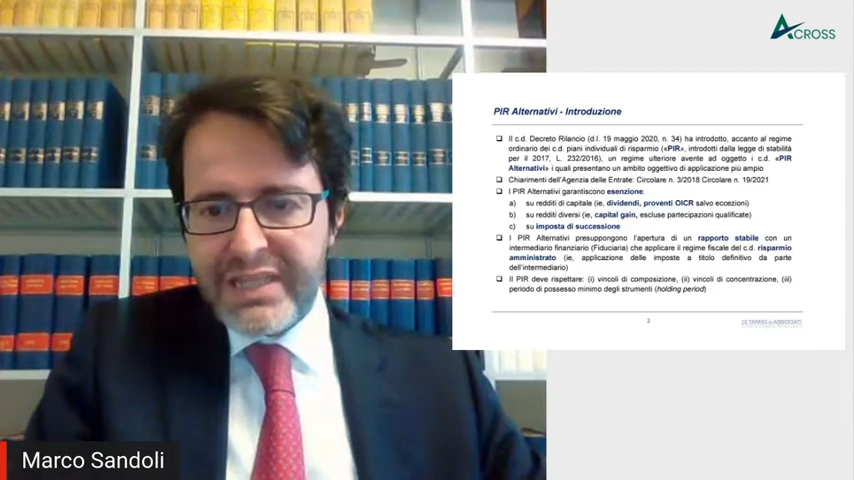 ACROSS
PIR Alternativi - Introduzione
Il c.d. Decreto Rilancio (d.l. 19 maggio 2020, n. 34) ha introdotto, accanto al regime
ordinario dei c.d. piani individuali di risparmio («PIR», introdotti dalla legge di stabilità
per il 2017, L. 232/2016), un regime ulteriore avente ad oggetto i c.d. «PIR
Alternativi» i quali presentano un ambito oggettivo di applicazione più ampio
Chiarimenti dell'Agenzia delle Entrate: Circolare n. 3/2018 Circolare n. 19/2021
I PIR Alternativi garantiscono esenzione:
a) su redditi di capitale (ie, dividendi, proventi OICR salvo eccezioni)
b) su redditi diversi (ie, capital gain, escluse partecipazioni qualificate)
c) su imposta di successione
I PIR Alternativi presuppongono l'apertura di un rapporto stabile con un
intermediario finanziario (Fiduciaria) che applicare il regime fiscale del c.d. risparmio
amministrato (ie, applicazione delle imposte a titolo definitivo da parte
dell'intermediario)
Il PIR deve rispettare: (i) vincoli di composizione, (ii) vincoli di concentrazione, (iii)
periodo di possesso minimo degli strumenti (holding period)
2
DI TANNO e ASSOCIATI
Marco Sandoli